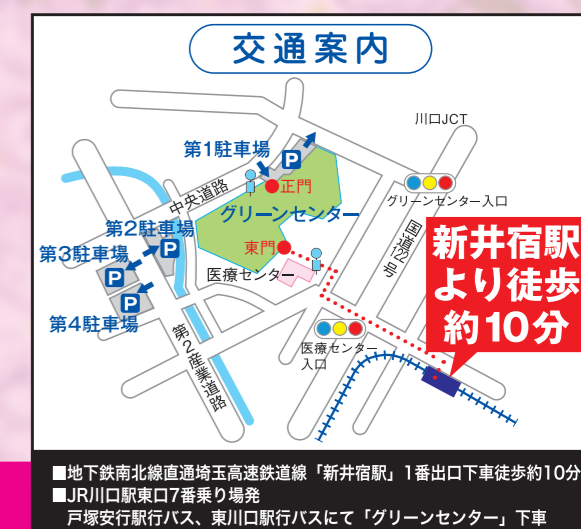 交通案内
川口JCT
第1駐車場
P
正門
グリーンセンター入口
中央道路
グリーンセンター
国道122号
第2駐車場
P
東門
第3駐車場
P
医療センター
P
第4駐車場
新井宿駅
より徒歩
約10分
医療センター
入口
第2産業道路
■地下鉄南北線直通埼玉高速鉄道線「新井宿駅」1番出口下車徒歩約10分
■JR川口駅東口7番乗り場発
戸塚安行駅行バス、東川口駅行バスにて「グリーンセンター」下車